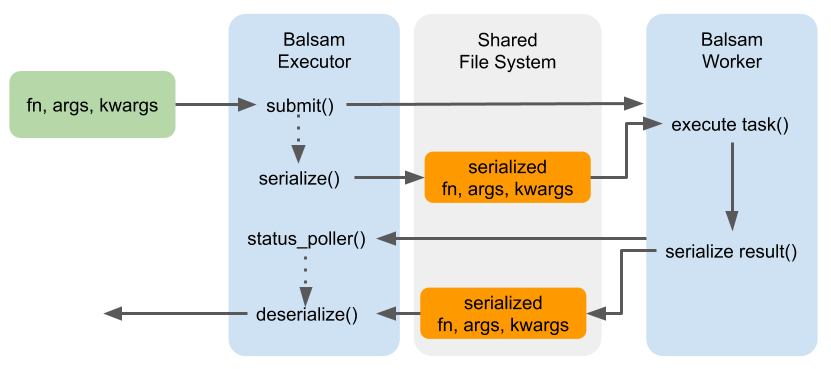 Balsam
Executor
Shared
File System
Balsam
Worker
fn, args, kwargs
submit()
execute task()
serialize()
serialized
fn, args, kwargs
status_poller()
serialize result()
deserialize()
serialized
fn, args, kwargs